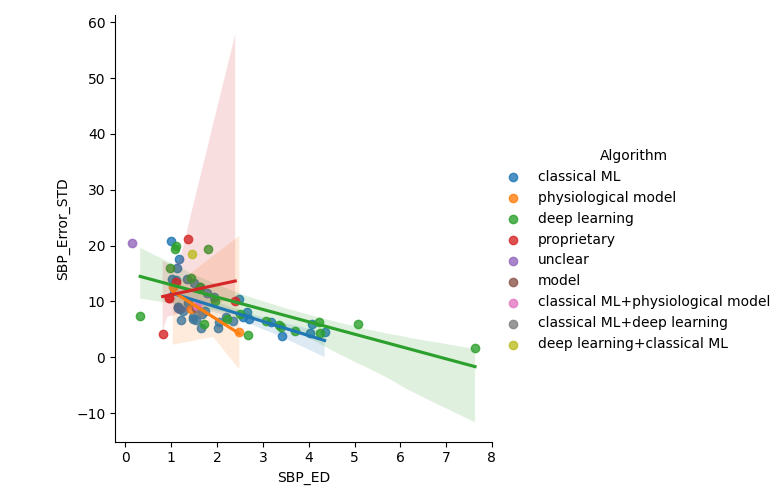 60
50
40
30
20
10
0
−10
SBP_Error_STD
0 1 2 3 4 5 6 7 8
SBP_ED
Algorithm
classical ML
physiological model
deep learning
proprietary
unclear
model
classical ML+physiological model
classical ML+deep learning
deep learning+classical ML